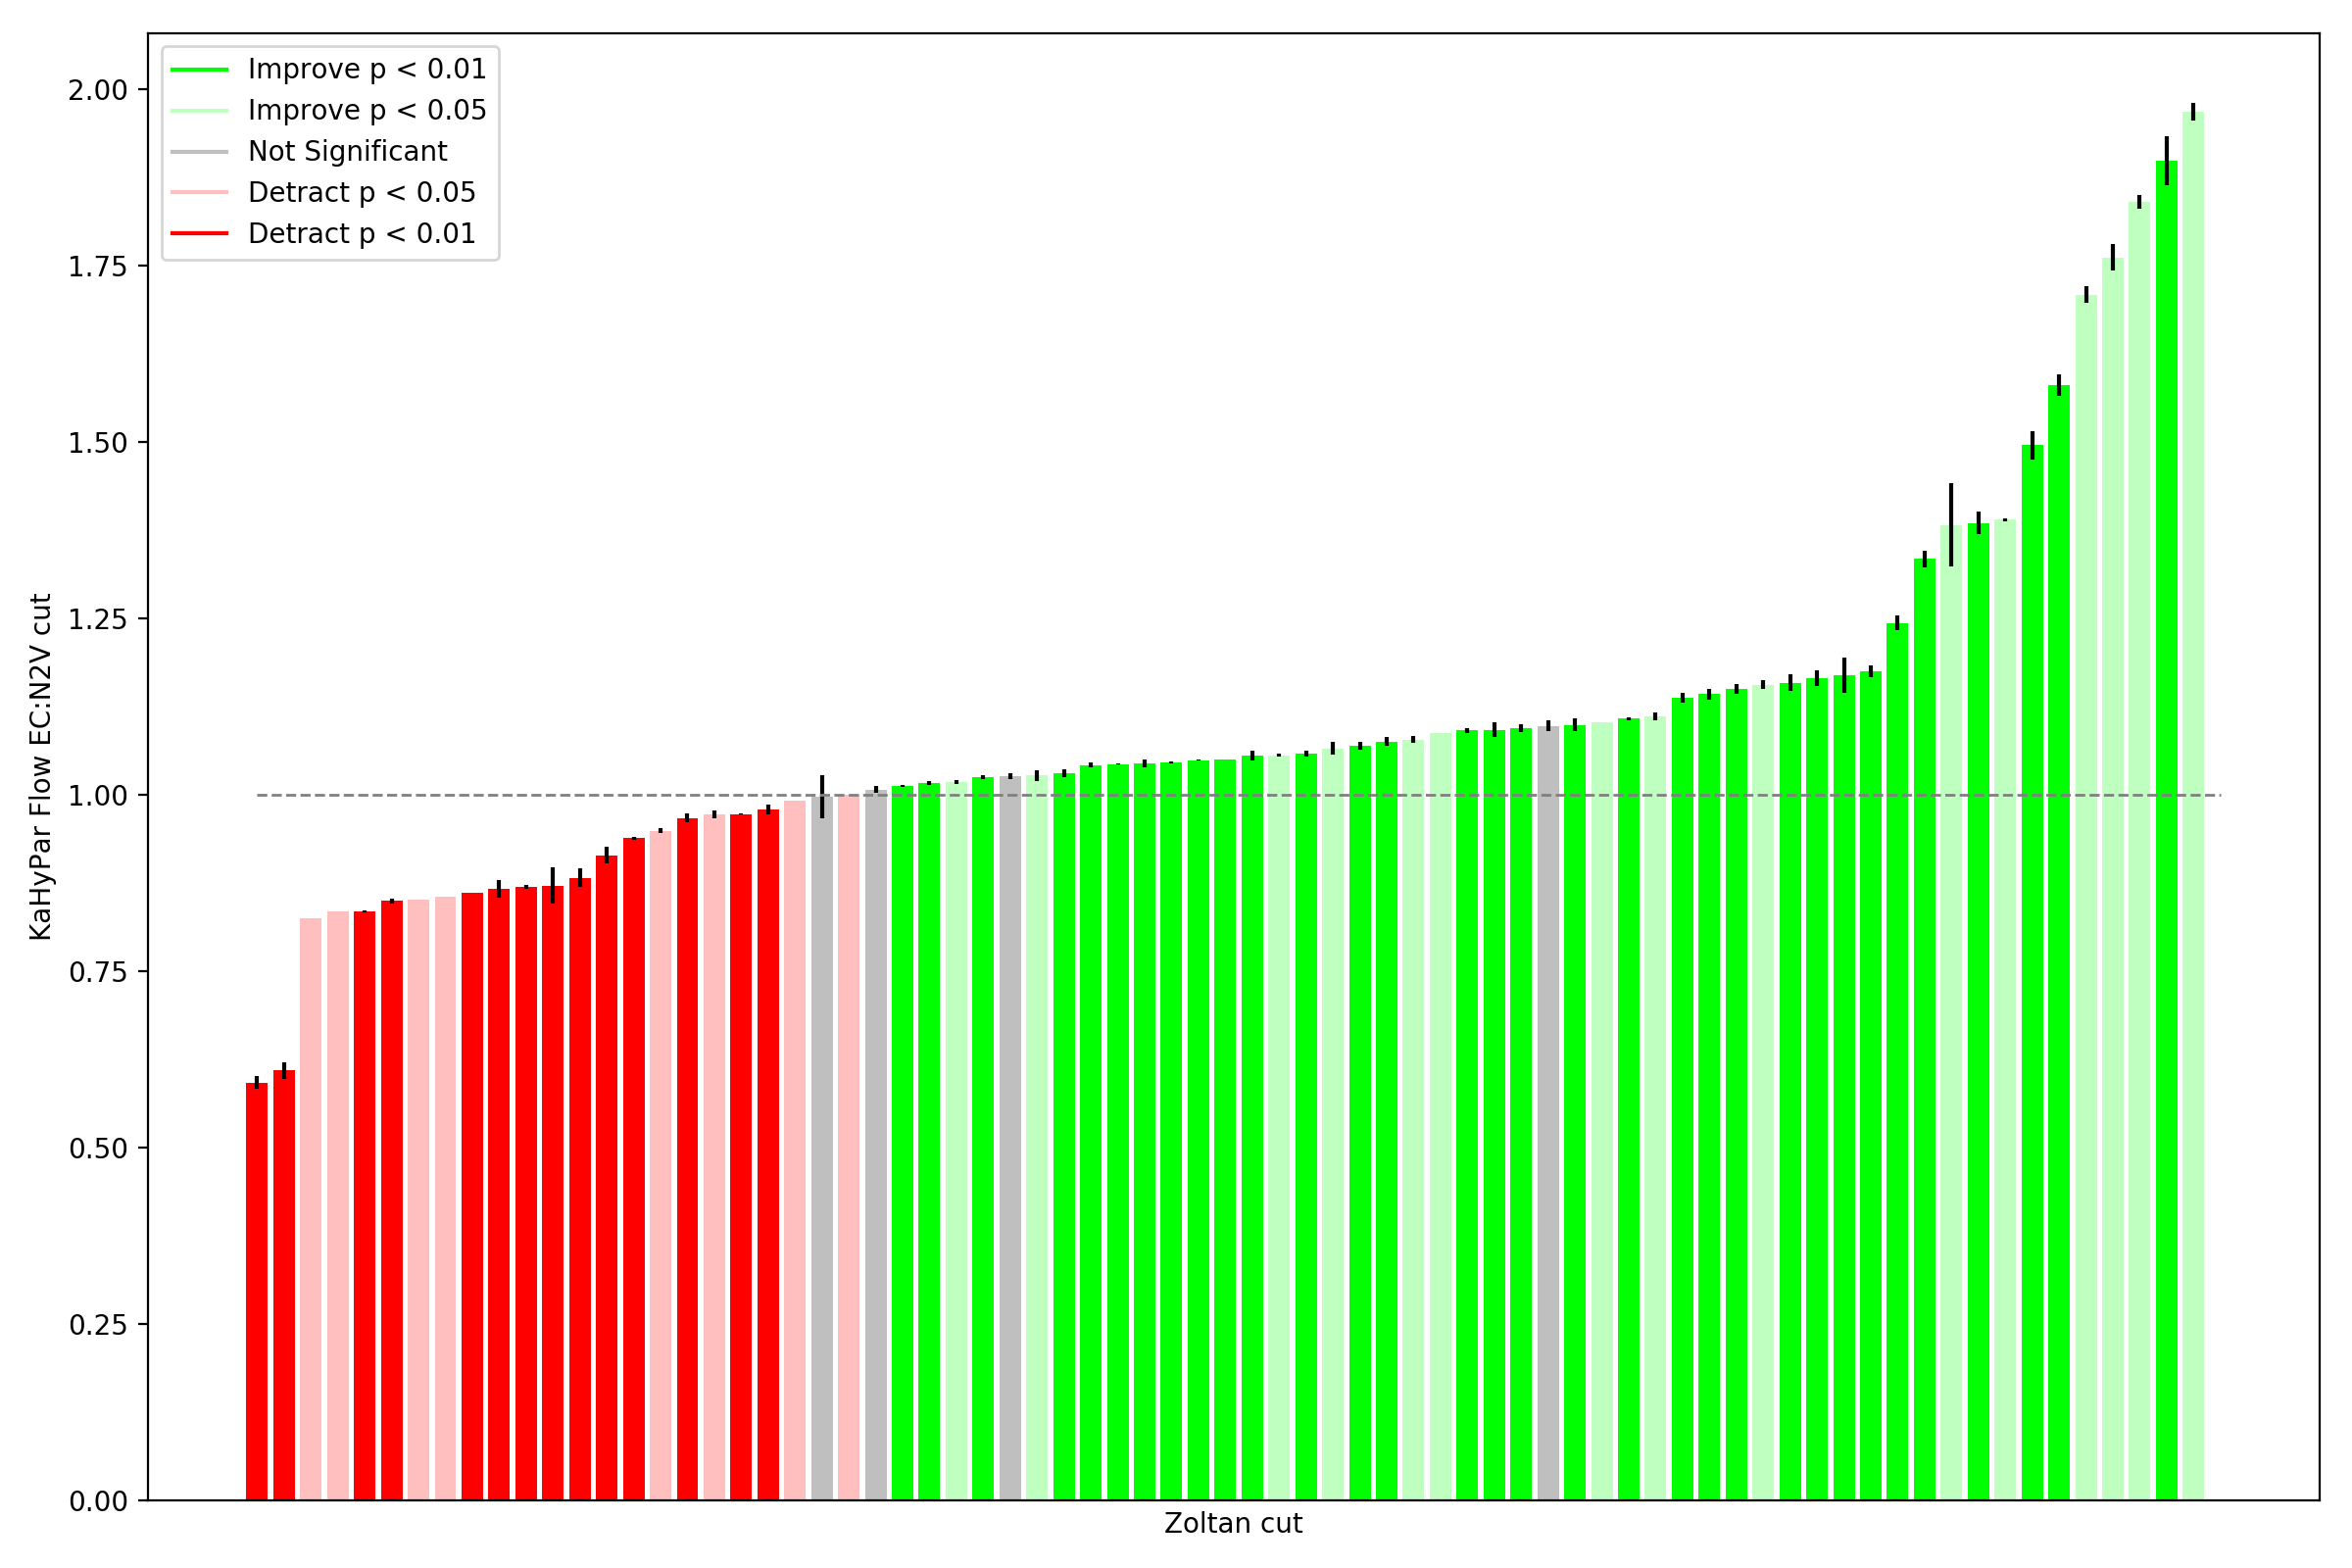 Improve p < 0.01
Improve p < 0.05
Not Significant
Detract p < 0.05
Detract p < 0.01
2.00
1.75
1.50
1.25
1.00
0.75
0.50
0.25
0.00
KaHyPar Flow EC:N2V cut
Zoltan cut